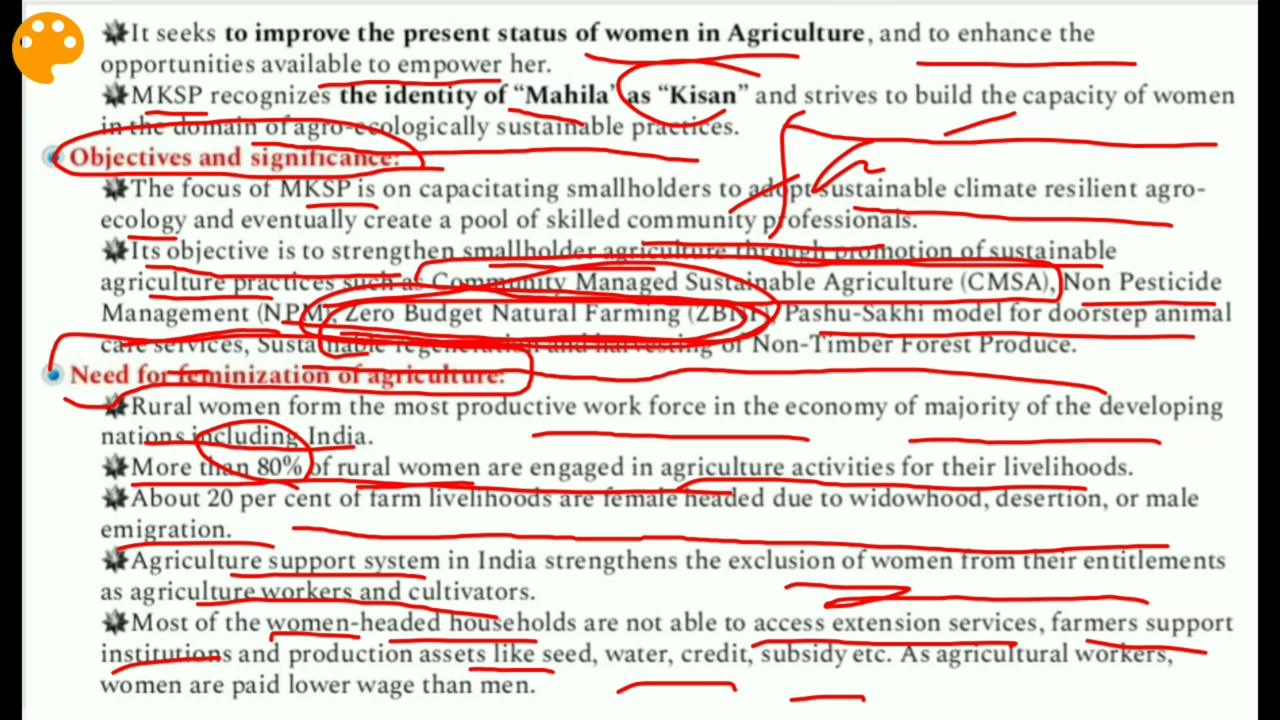 It seeks to improve the present status of women in Agriculture, and to enhance the
opportunities available to empower her.
MKSP recognizes the identity of “Mahila” as “Kisan” and strives to build the capacity of women
in the domain of agro-ecologically sustainable practices.
Objectives and significance:
The focus of MKSP is on capacitating smallholders to adopt sustainable climate resilient agro-
ecology and eventually create a pool of skilled community professionals.
Its objective is to strengthen smallholder agriculture through promotion of sustainable
agriculture practices such as Community Managed Sustainable Agriculture (CMSA), Non Pesticide
Management (NPM), Zero Budget Natural Farming (ZBNF), Pashu-Sakhi model for doorstep animal
care services, Sustainable regeneration and harvesting of Non-Timber Forest Produce.
Need for feminization of agriculture:
Rural women form the most productive work force in the economy of majority of the developing
nations including India.
More than 80% of rural women are engaged in agriculture activities for their livelihoods.
About 20 per cent of farm livelihoods are female headed due to widowhood, desertion, or male
emigration.
Agriculture support system in India strengthens the exclusion of women from their entitlements
as agriculture workers and cultivators.
Most of the women-headed households are not able to access extension services, farmers support
institutions and production assets like seed, water, credit, subsidy etc. As agricultural workers,
women are paid lower wage than men.